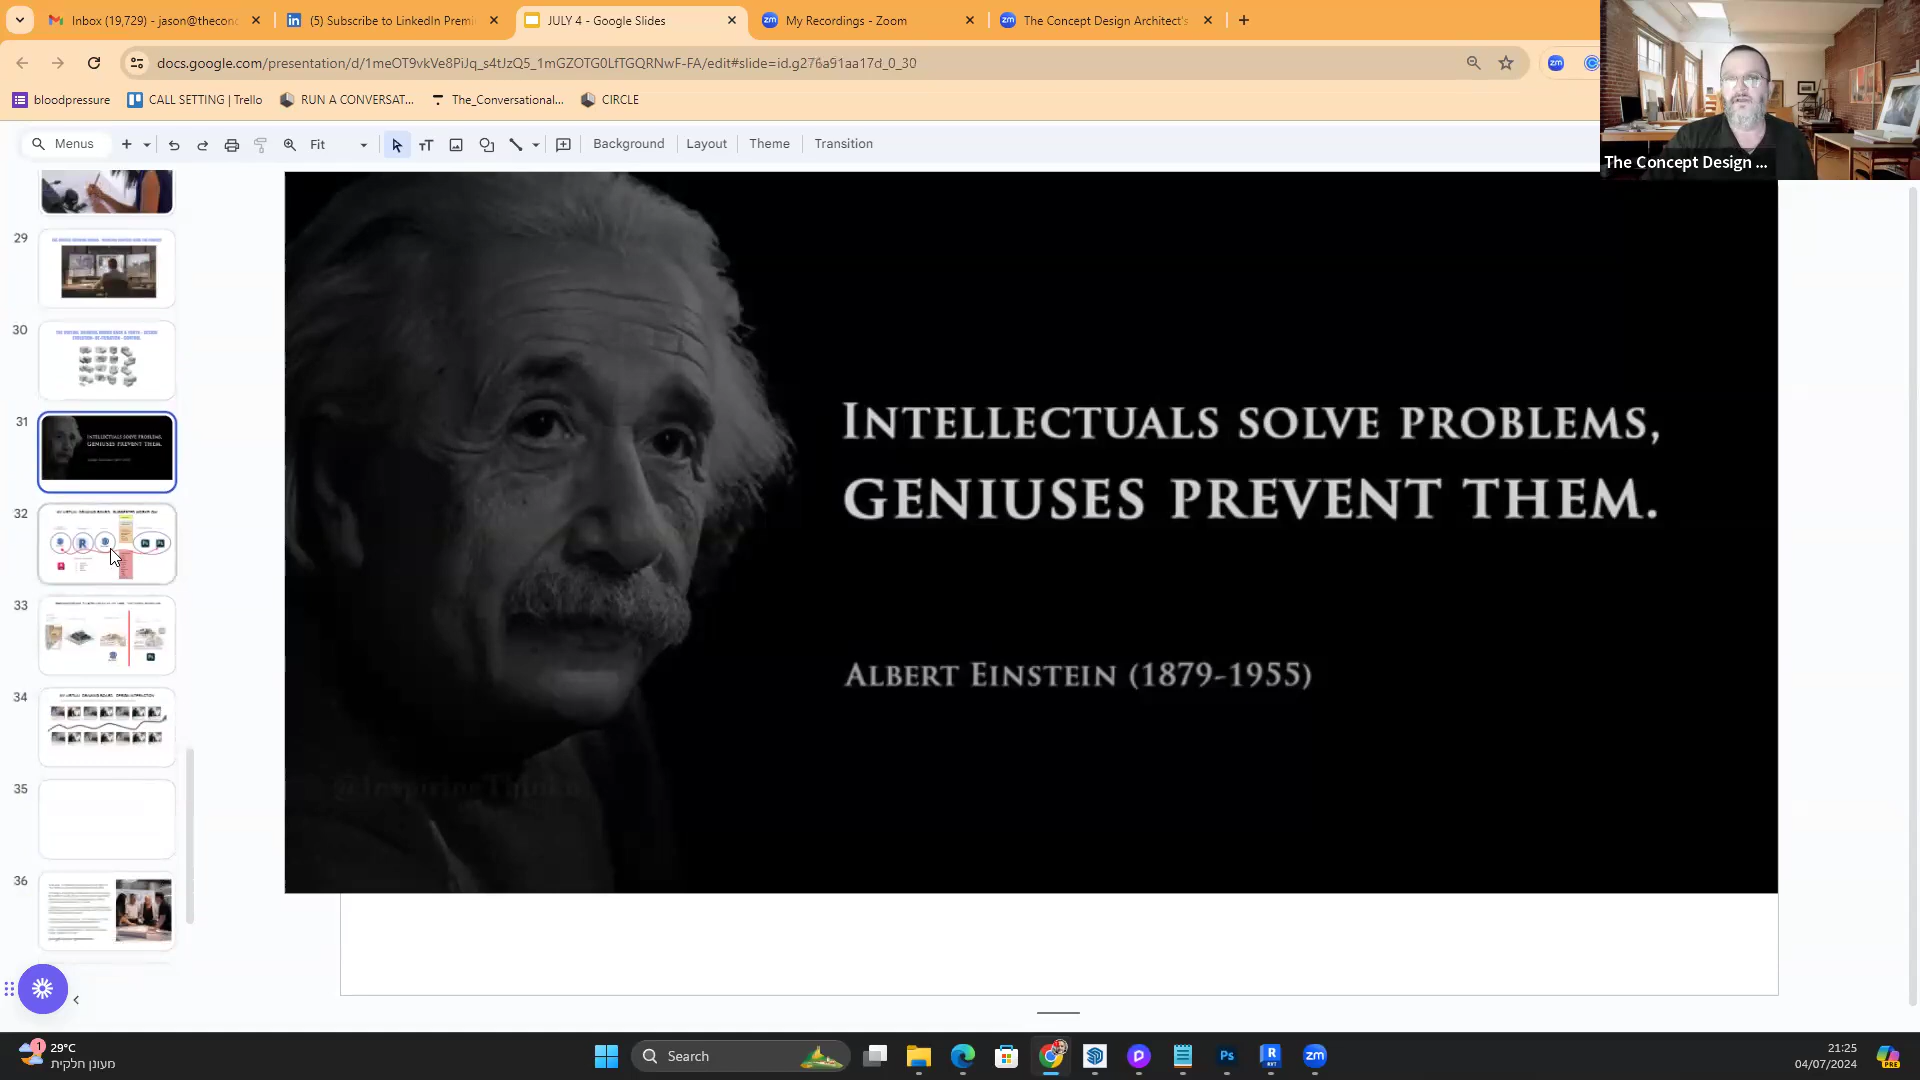 Inbox (19,729) - jason@theconc
(5) Subscribe to LinkedIn Premi
JULY 4 - Google Slides
My Recordings - Zoom
The Concept Design Architect's
docs.google.com/presentation/d/1meOT9vkVe8PiJq_s4tJzQ5_1mGZOTG0LfTGQRNwF-FA/edit#slide=id.g276a91aa17d_0_30
bloodpressure
CALL SETTING | Trello
RUN A CONVERSAT...
The_Conversational...
CIRCLE
The Concept Design ...
Menus
Fit
Background
Layout
Theme
Transition
29
30
31
32
33
34
35
36
INTELLECTUALS SOLVE PROBLEMS,
GENIUSES PREVENT THEM.
ALBERT EINSTEIN (1879-1955)
1
29°C
מעונן חלקית
Search
21:25
04/07/2024